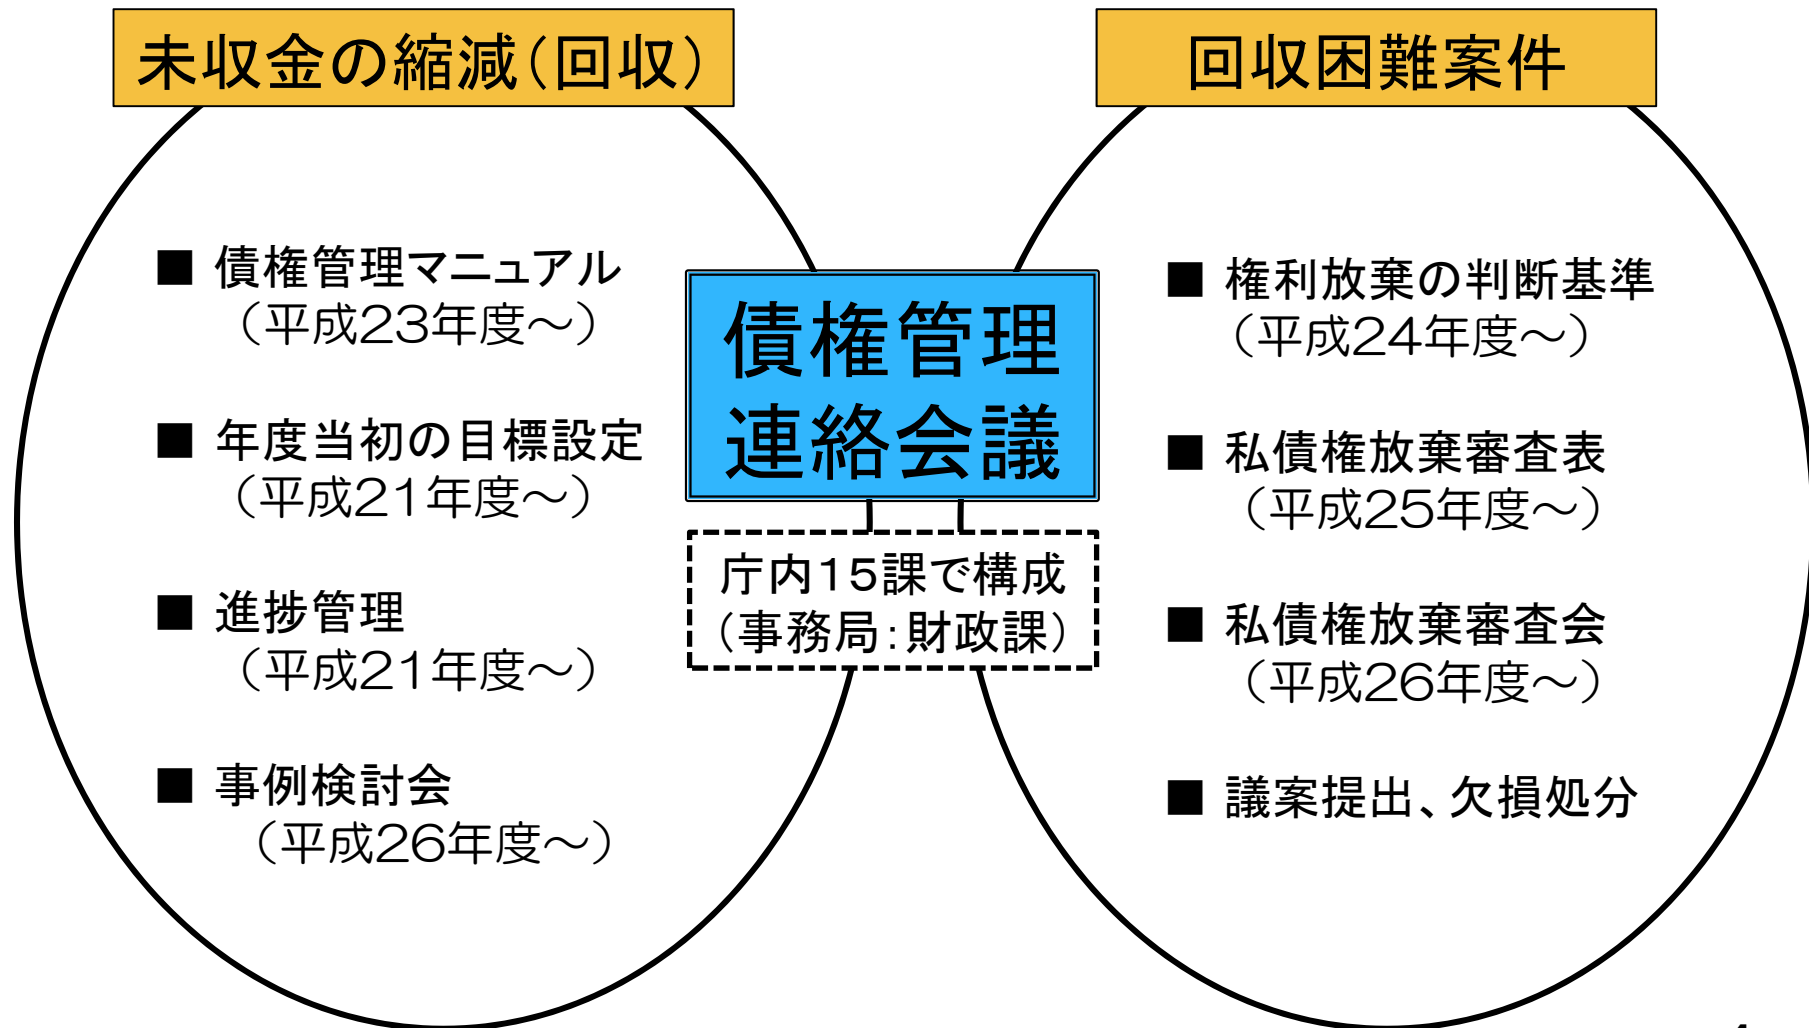 未収金の縮減(回収)
■ 債権管理マニュアル
(平成23年度～)
■ 年度当初の目標設定
(平成21年度～)
■ 進捗管理
(平成21年度～)
■ 事例検討会
(平成26年度～)
債権管理
連絡会議
庁内15課で構成
(事務局:財政課)
回収困難案件
■ 権利放棄の判断基準
(平成24年度～)
■ 私債権放棄審査表
(平成25年度～)
■ 私債権放棄審査会
(平成26年度～)
■ 議案提出、欠損処分